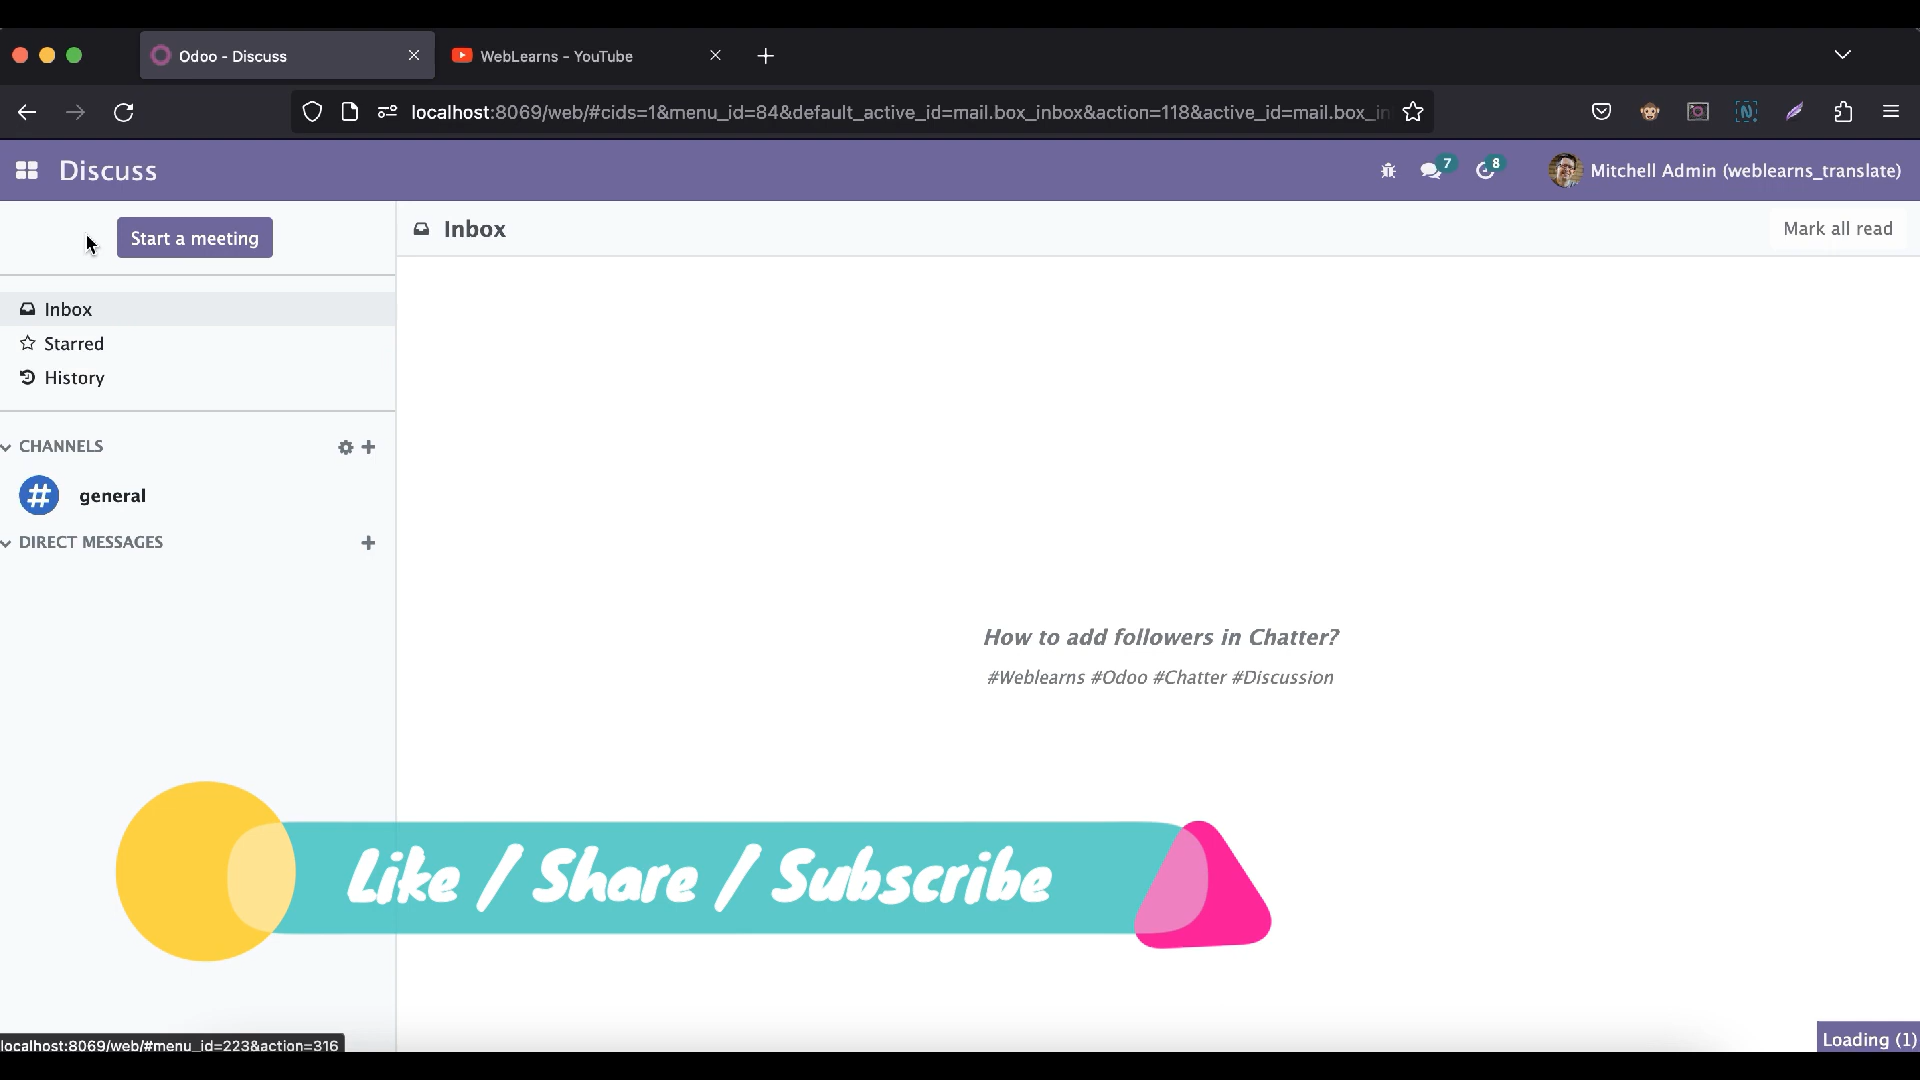 Odoo - Discuss
WebLearns - YouTube
localhost:8069/web/#cids=1&menu_id=84&default_active_id=mail.box_inbox&action=118&active_id=mail.box_in
Discuss
7
8
Mitchell Admin (weblearns_translate)
Start a meeting
Inbox
Mark all read
Inbox
Starred
History
CHANNELS
# general
DIRECT MESSAGES
How to add followers in Chatter?
#Weblearns #Odoo #Chatter #Discussion
Like / Share / Subscribe
localhost:8069/web/#menu_id=223&action=316
Loading (1)